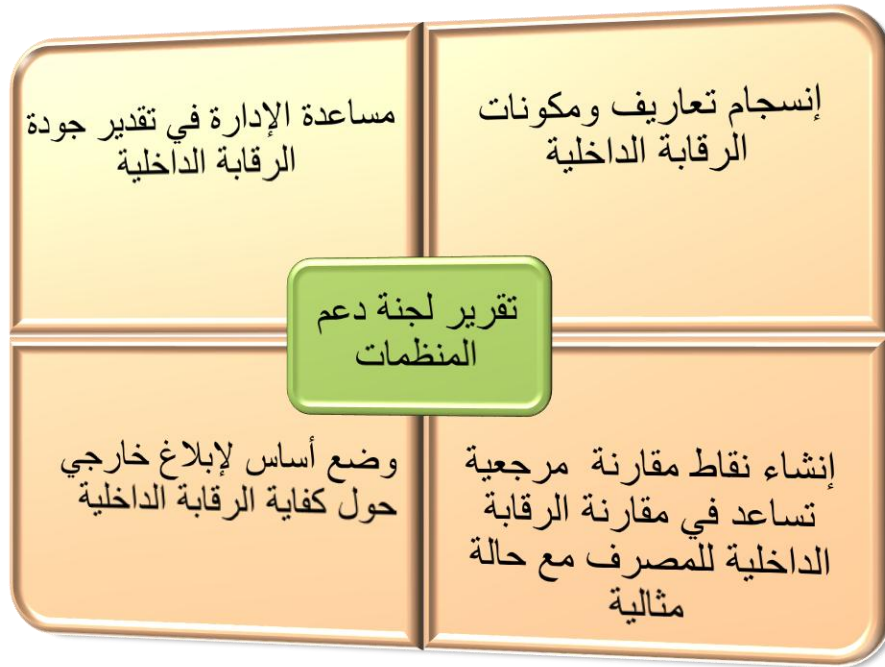 إنسجام تعاريف ومكونات
الرقابة الداخلية
مساعدة الإدارة في تقدير جودة
الرقابة الداخلية
تقرير لجنة دعم
المنظمات
إنشاء نقاط مقارنة مرجعية
تساعد في مقارنة الرقابة
الداخلية للمصرف مع حالة
مثالية
وضع أساس لإبلاغ خارجي
حول كفاية الرقابة الداخلية